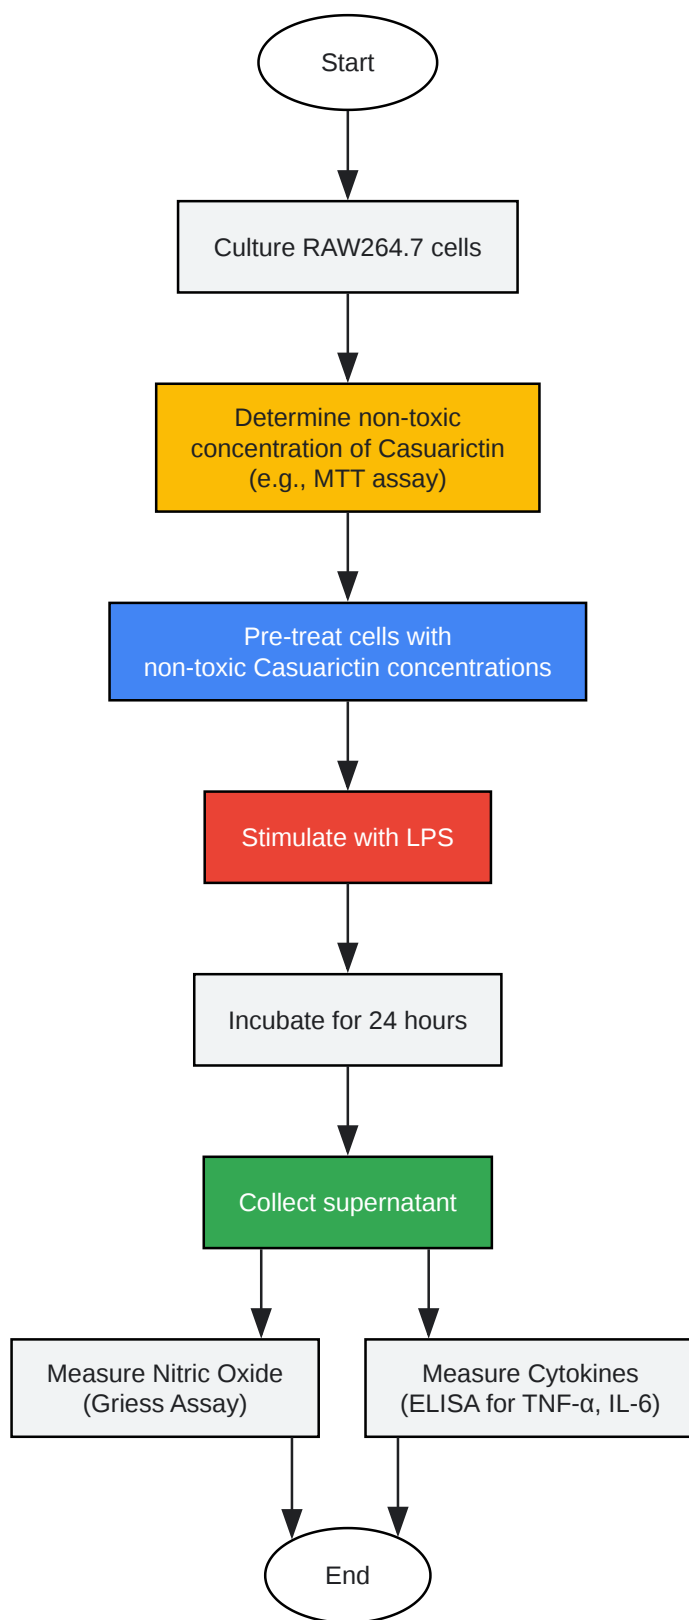 Start
Culture RAW264.7 cells
Determine non-toxic
concentration of Casuarictin
(e.g., MTT assay)
Pre-treat cells with
non-toxic Casuarictin concentrations
Stimulate with LPS
Incubate for 24 hours
Collect supernatant
Measure Nitric Oxide
(Griess Assay)
Measure Cytokines
(ELISA for TNF-α, IL-6)
End